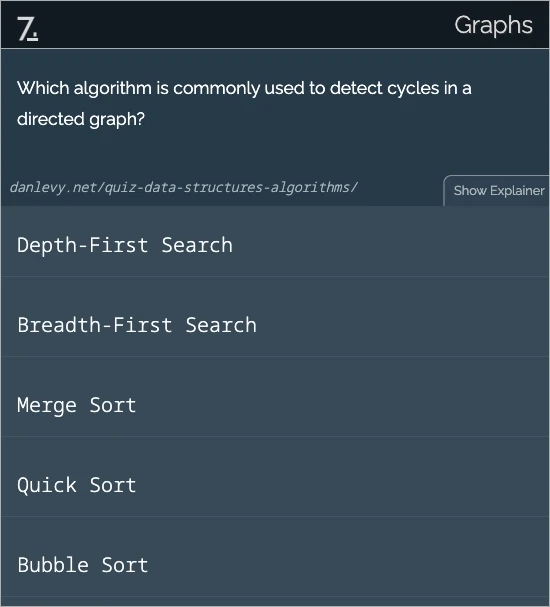 7.
Graphs
Which algorithm is commonly used to detect cycles in a
directed graph?
danlevy.net/quiz-data-structures-algorithms/
Show Explainer
Depth-First Search
Breadth-First Search
Merge Sort
Quick Sort
Bubble Sort